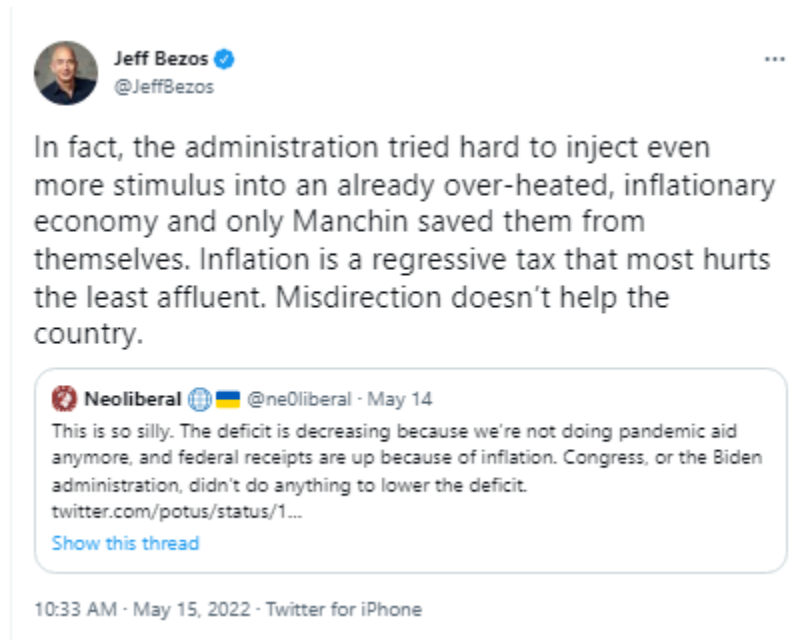 Jeff Bezos
@JeffBezos
In fact, the administration tried hard to inject even
more stimulus into an already over-heated, inflationary
economy and only Manchin saved them from
themselves. Inflation is a regressive tax that most hurts
the least affluent. Misdirection doesn't help the
country.
Neoliberal 🌐🇺🇦 @ne0liberal · May 14
This is so silly. The deficit is decreasing because we're not doing pandemic aid
anymore, and federal receipts are up because of inflation. Congress, or the Biden
administration, didn't do anything to lower the deficit.
twitter.com/potus/status/1...
Show this thread
10:33 AM · May 15, 2022 · Twitter for iPhone